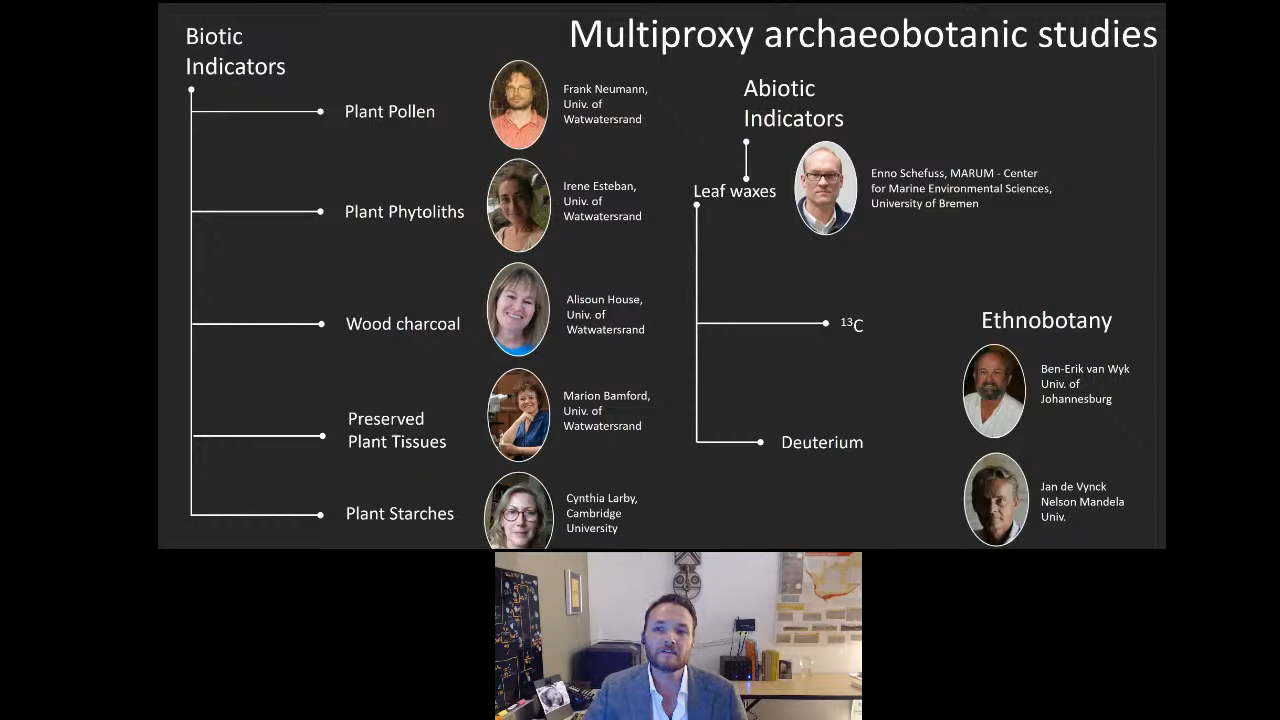 Multiproxy archaeobotanic studies
Biotic
Indicators
Plant Pollen
Frank Neumann,
Univ. of
Watwatersrand
Plant Phytoliths
Irene Esteban,
Univ. of
Watwatersrand
Wood charcoal
Alisoun House,
Univ. of
Watwatersrand
Preserved
Plant Tissues
Marion Bamford,
Univ. of
Watwatersrand
Plant Starches
Cynthia Larby,
Cambridge
University
Abiotic
Indicators
Leaf waxes
Enno Schefuss, MARUM - Center
for Marine Environmental Sciences,
University of Bremen
¹³C
Deuterium
Ethnobotany
Ben-Erik van Wyk
Univ. of
Johannesburg
Jan de Vynck
Nelson Mandela
Univ.